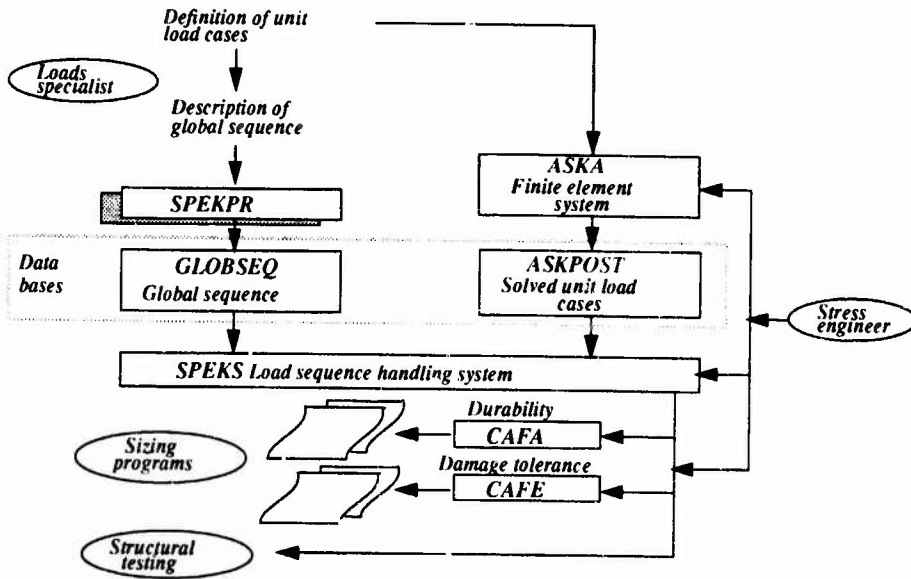 Definition of unit
load cases
Loads
specialist
Description of
global sequence
ASKA
Finite element
system
SPEKPR
Data
bases
GLOBSEQ
Global sequence
ASKPOST
Solved unit load
cases
Stress
engineer
SPEKS Load sequence handling system
Durability
CAFA
Sizing
programs
Damage tolerance
CAFE
Structural
testing